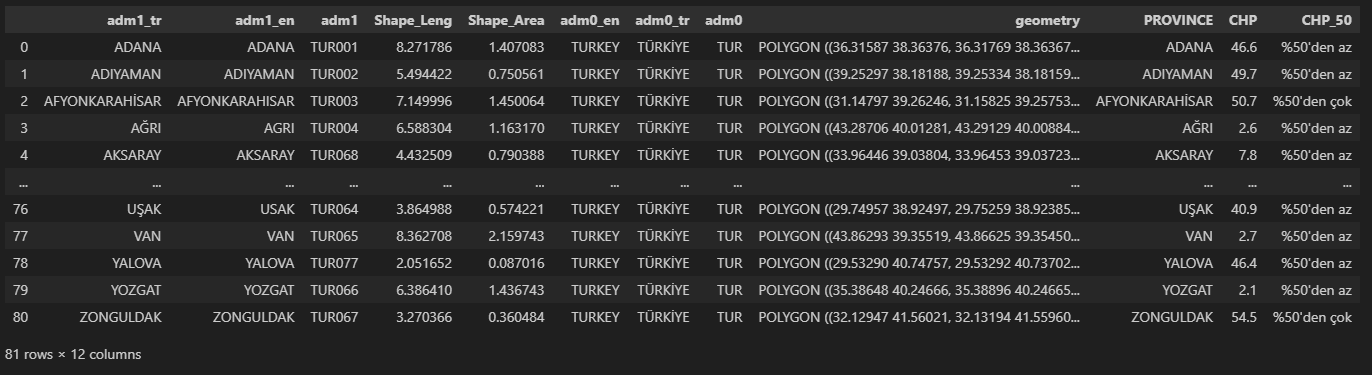 adm1_tr adm1_en adm1 Shape_Leng Shape_Area adm0_en adm0_tr adm0 geometry PROVINCE CHP CHP_50
0 ADANA ADANA TUR001 8.271786 1.407083 TURKEY TÜRKİYE TUR POLYGON ((36.31587 38.36376, 36.31769 38.36367... ADANA 46.6 %50'den az
1 ADIYAMAN ADIYAMAN TUR002 5.494422 0.750561 TURKEY TÜRKİYE TUR POLYGON ((39.25297 38.18188, 39.25334 38.18159... ADIYAMAN 49.7 %50'den az
2 AFYONKARAHİSAR AFYONKARAHISAR TUR003 7.149996 1.450064 TURKEY TÜRKİYE TUR POLYGON ((31.14797 39.26246, 31.15825 39.25753... AFYONKARAHİSAR 50.7 %50'den çok
3 AĞRI AGRI TUR004 6.588304 1.163170 TURKEY TÜRKİYE TUR POLYGON ((43.28706 40.01281, 43.29129 40.00884... AĞRI 2.6 %50'den az
4 AKSARAY AKSARAY TUR068 4.432509 0.790388 TURKEY TÜRKİYE TUR POLYGON ((33.96446 39.03804, 33.96453 39.03723... AKSARAY 7.8 %50'den az
... ... ... ... ... ... ... ... ... ... ... ... ...
76 UŞAK USAK TUR064 3.864988 0.574221 TURKEY TÜRKİYE TUR POLYGON ((29.74957 38.92497, 29.75259 38.92385... UŞAK 40.9 %50'den az
77 VAN VAN TUR065 8.362708 2.159743 TURKEY TÜRKİYE TUR POLYGON ((43.86293 39.35519, 43.86625 39.35450... VAN 2.7 %50'den az
78 YALOVA YALOVA TUR077 2.051652 0.087016 TURKEY TÜRKİYE TUR POLYGON ((29.53290 40.74757, 29.53292 40.73702... YALOVA 46.4 %50'den az
79 YOZGAT YOZGAT TUR066 6.386410 1.436743 TURKEY TÜRKİYE TUR POLYGON ((35.38648 40.24666, 35.38896 40.24665... YOZGAT 2.1 %50'den az
80 ZONGULDAK ZONGULDAK TUR067 3.270366 0.360484 TURKEY TÜRKİYE TUR POLYGON ((32.12947 41.56021, 32.13194 41.55960... ZONGULDAK 54.5 %50'den çok
81 rows × 12 columns